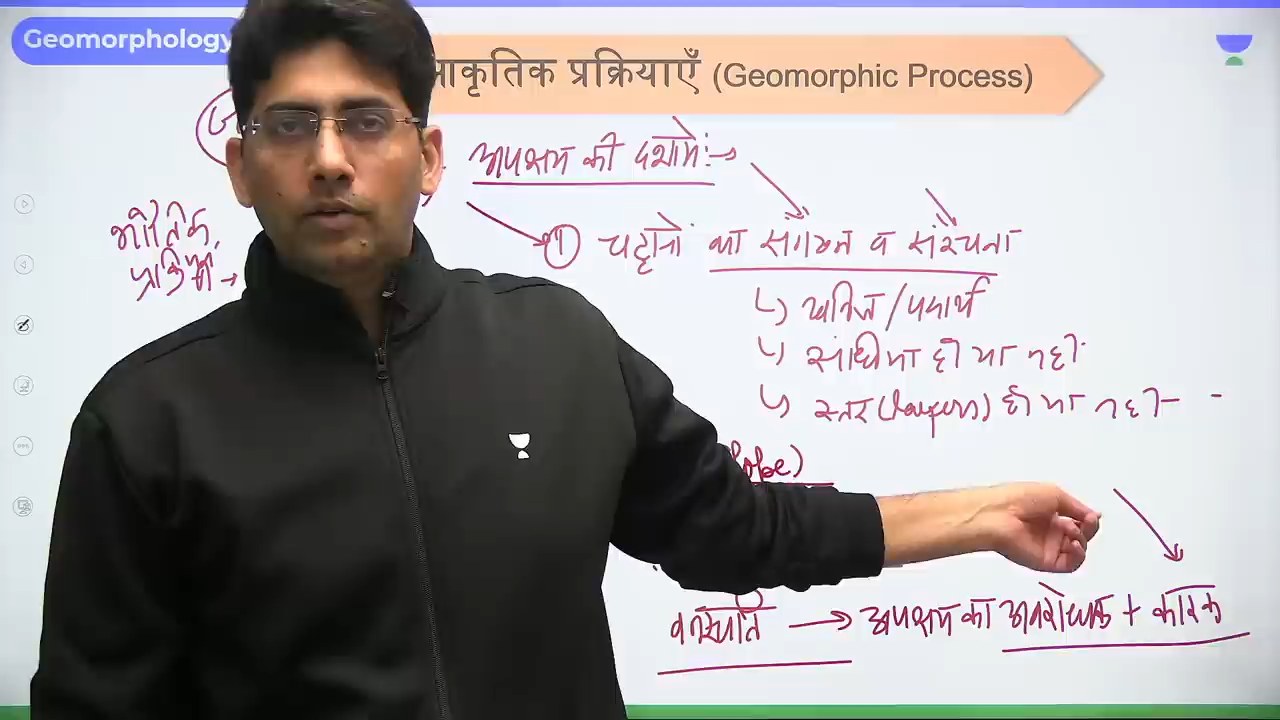 Geomorphology
आकृतिक प्रक्रियाएँ (Geomorphic Process)
अपक्षय की दशायें:→
भौतिक
① चट्टानों का संगठन व संरचना
खनिज/पदार्थ
संधियां हो या नहीं
स्तर (layers) हो या नहीं
वनस्पति → अपक्षय का अवरोधक + कारक